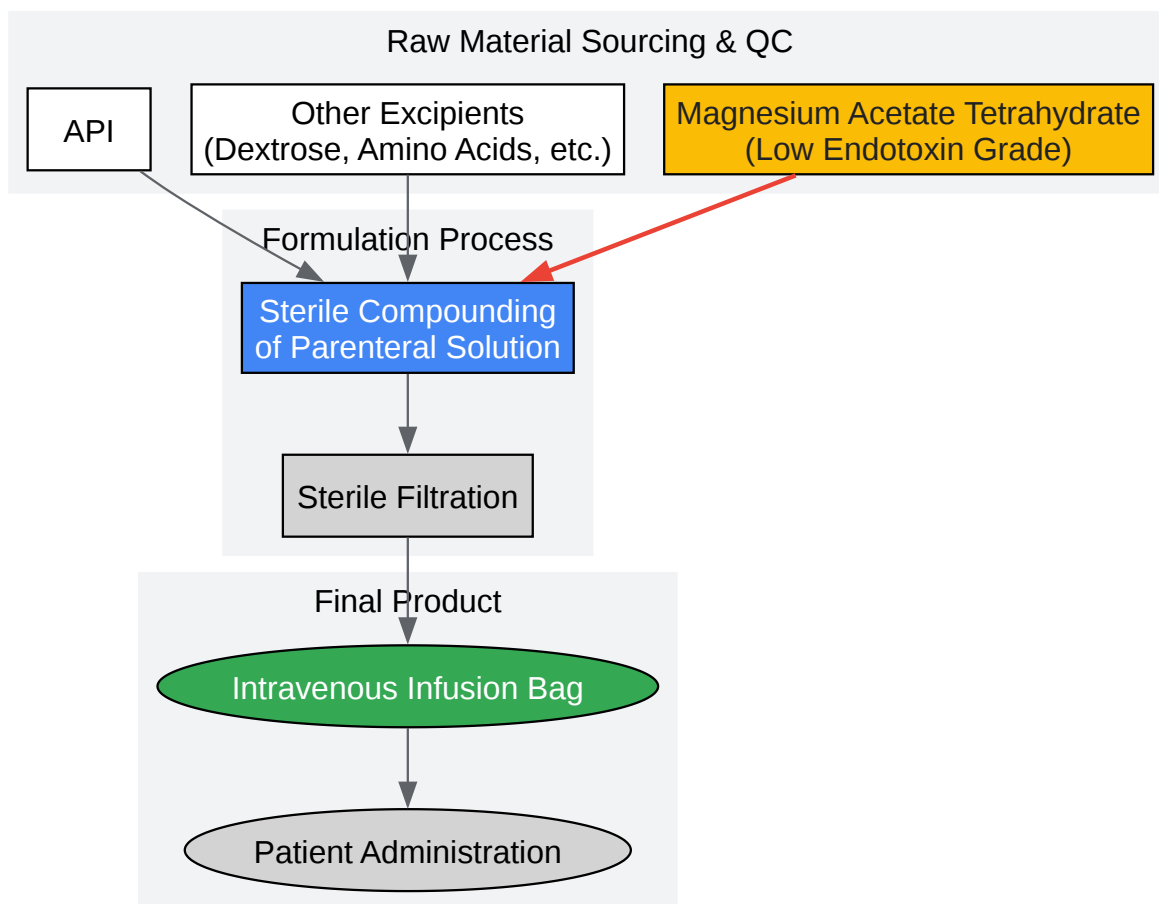 Raw Material Sourcing & QC
API
Other Excipients
(Dextrose, Amino Acids, etc.)
Magnesium Acetate Tetrahydrate
(Low Endotoxin Grade)
Formulation Process
Sterile Compounding
of Parenteral Solution
Sterile Filtration
Final Product
Intravenous Infusion Bag
Patient Administration